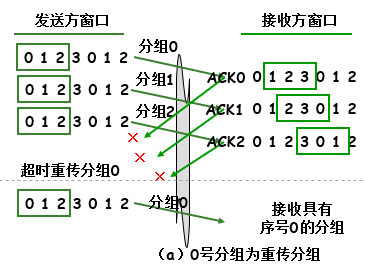 发送方窗口 接收方窗口
0 1 2 3 0 1 2 分组0
ACK0 0 1 2 3 0 1 2
0 1 2 3 0 1 2 分组1
ACK1 0 1 2 3 0 1 2
0 1 2 3 0 1 2 分组2
ACK2 0 1 2 3 0 1 2
超时重传分组0
0 1 2 3 0 1 2 分组0
接收具有
序号0的分组
(a)0号分组为重传分组